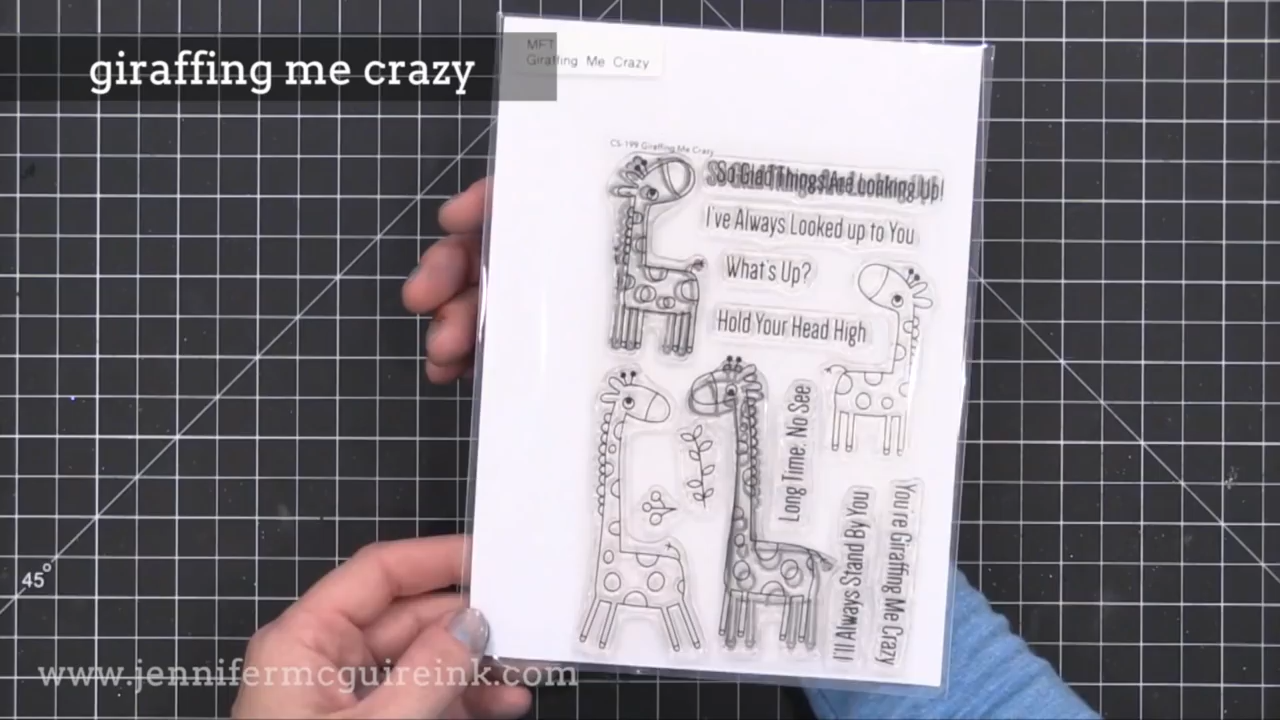 giraffing me crazy
MFT
Giraffing Me Crazy
CS-199 Giraffing Me Crazy
So Glad Things Are Looking Up!
I've Always Looked up to You
What's Up?
Hold Your Head High
Long Time, No See
I'll Always Stand By You
You're Giraffing Me Crazy
45°
www.jennifermcguireink.com